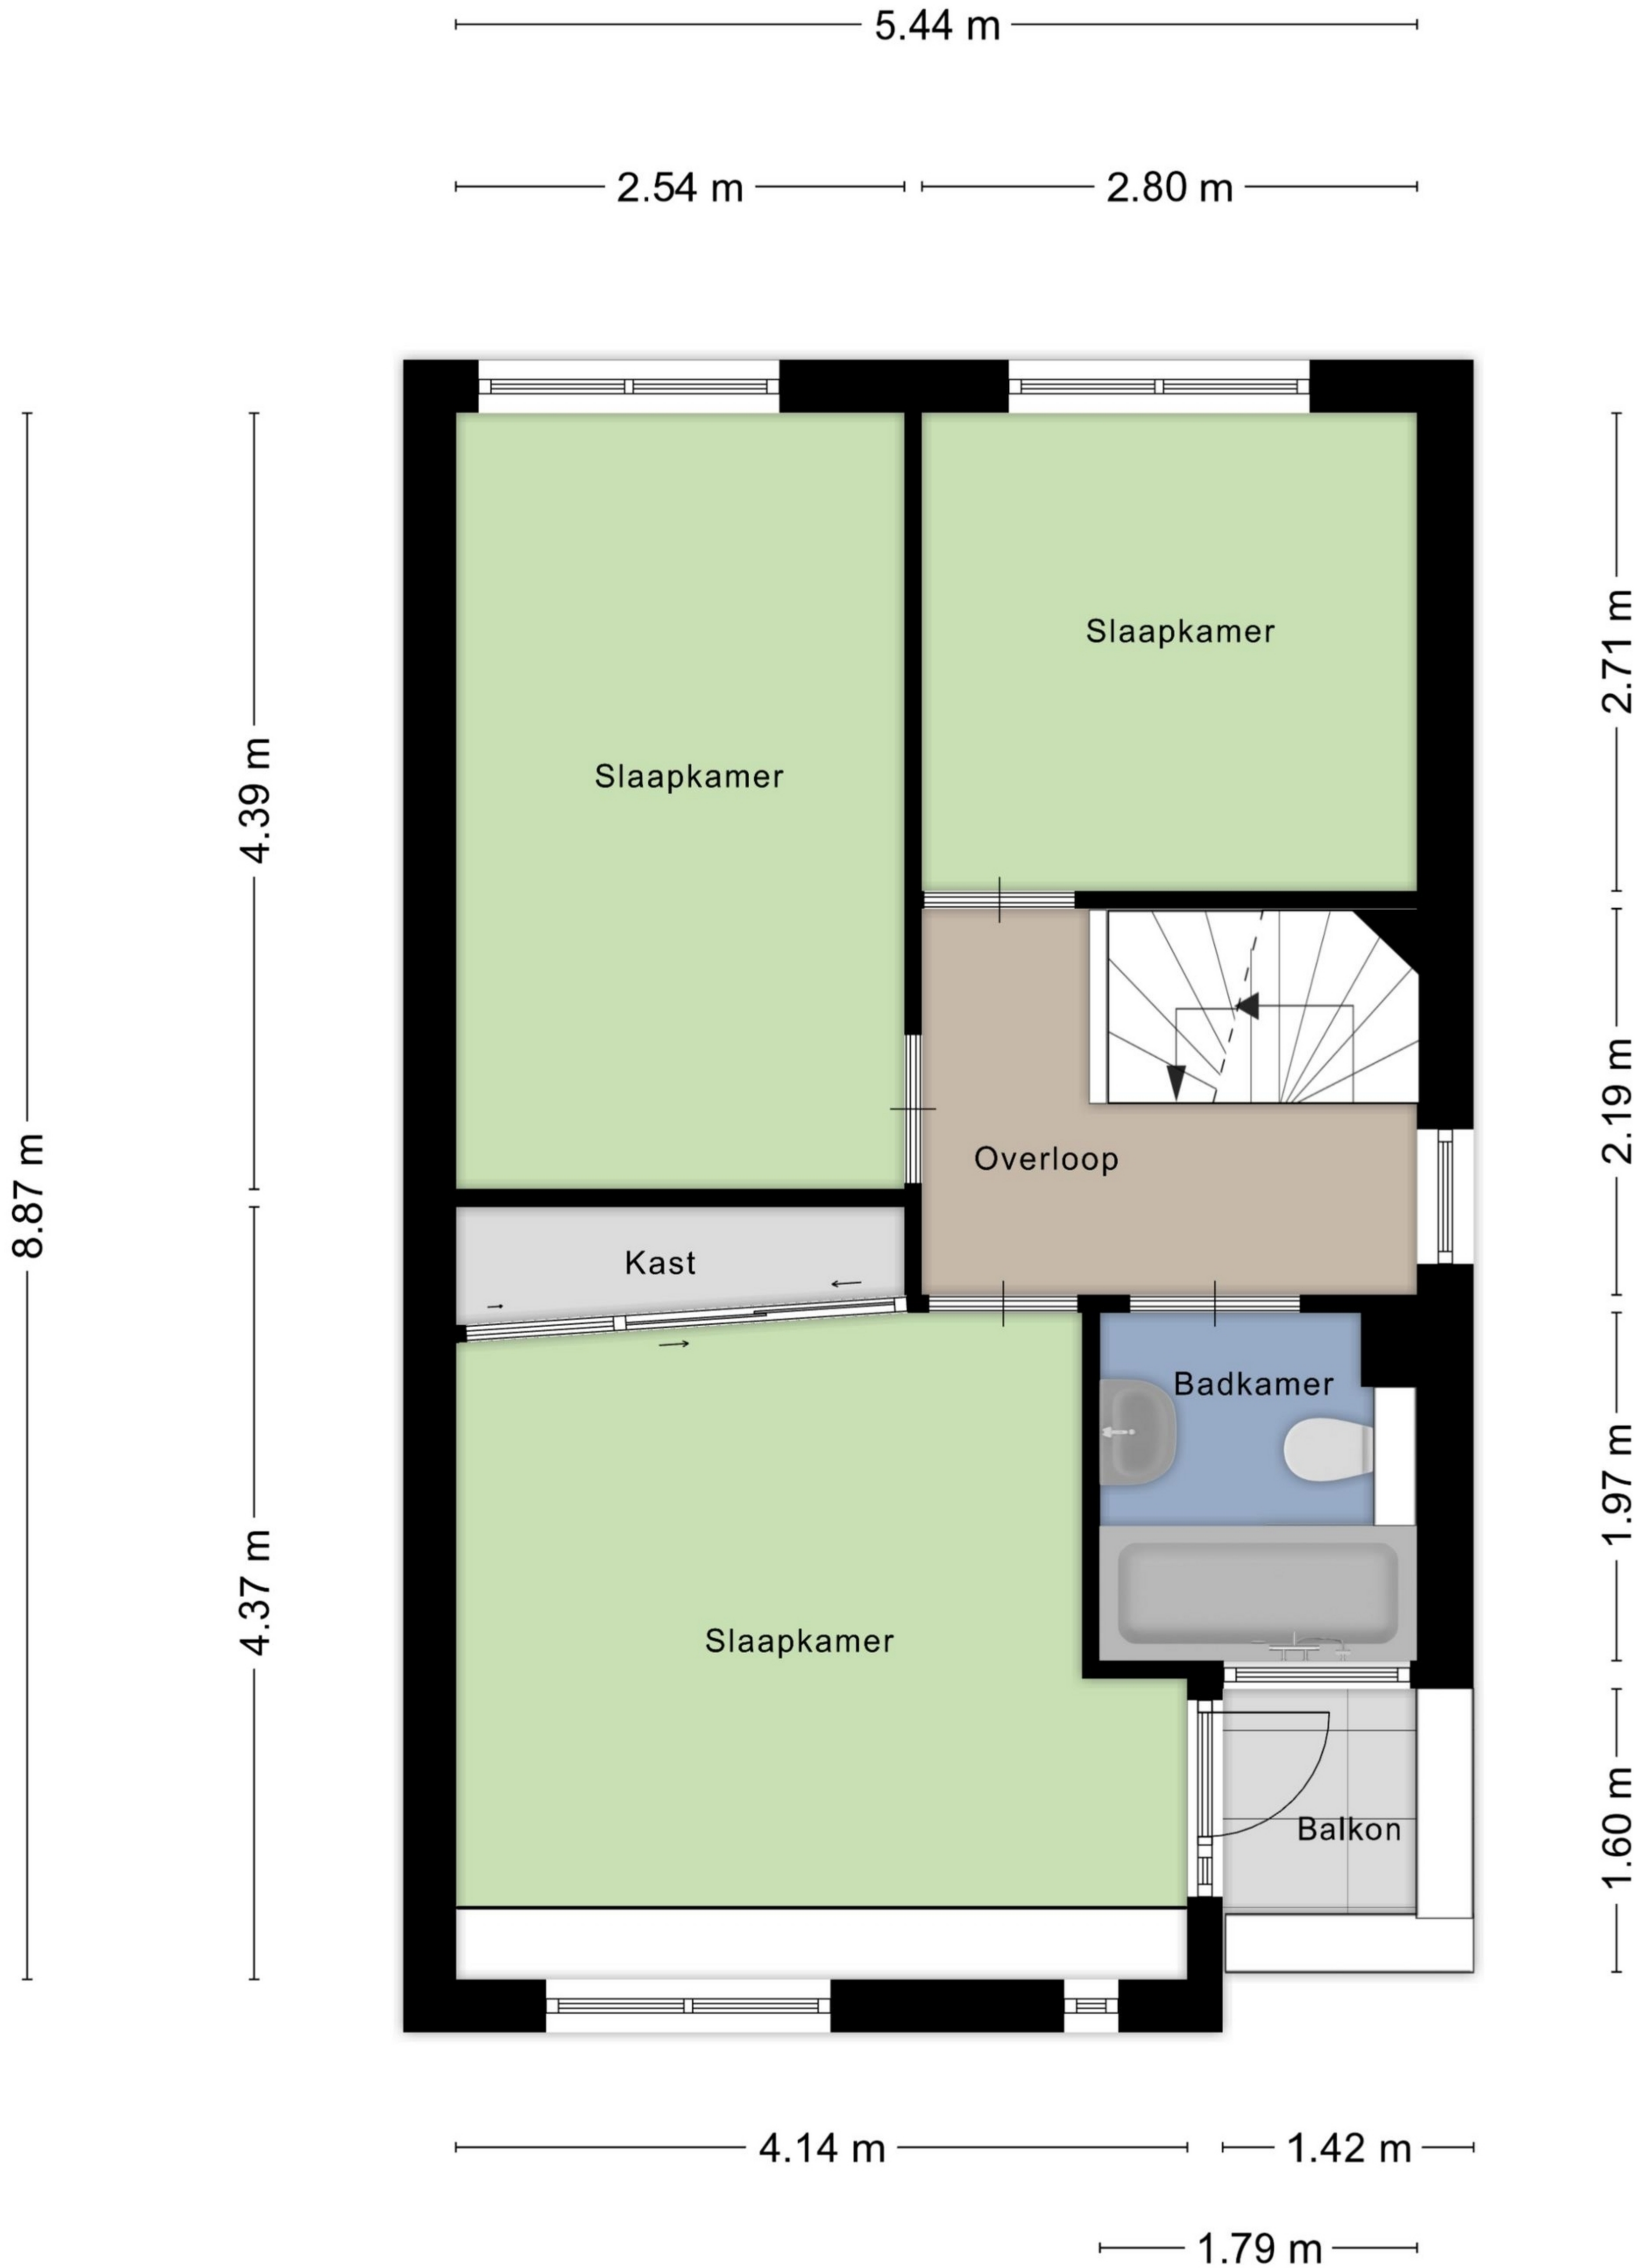 5.44 m
2.54 m
2.80 m
Slaapkamer
2.71 m
Slaapkamer
4.39 m
8.87 m
2.19 m
Overloop
Kast
Badkamer
1.97 m
4.37 m
Slaapkamer
Balkon
1.60 m
4.14 m
1.42 m
1.79 m